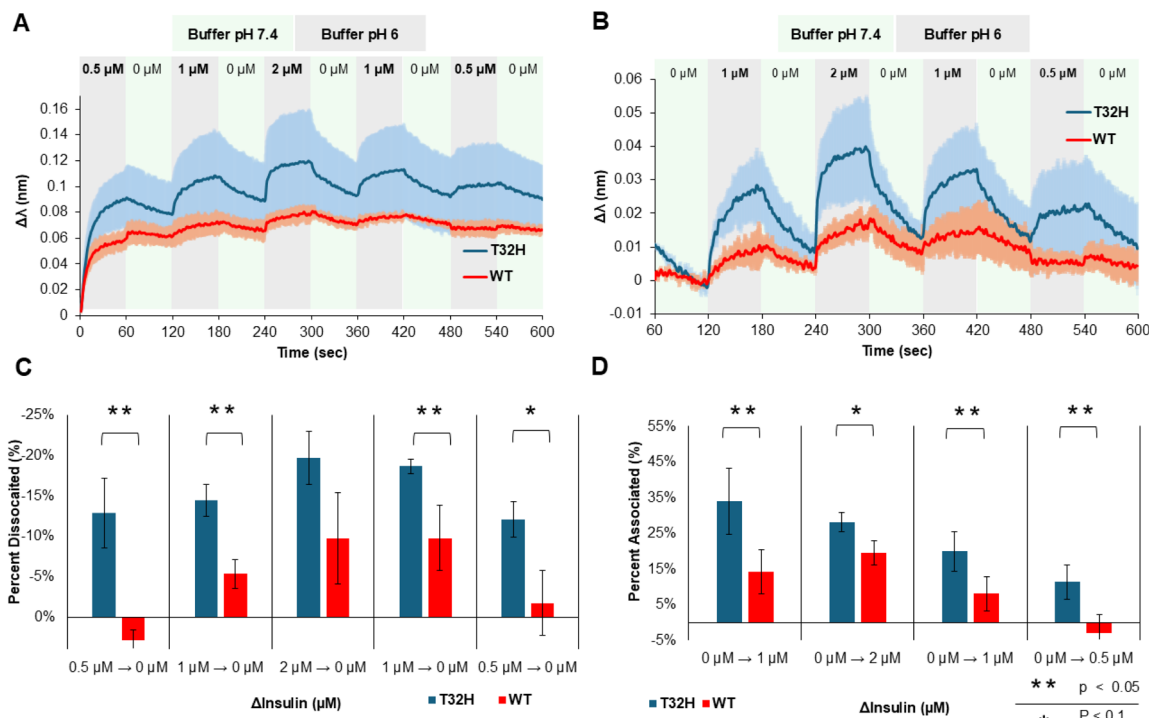 A
Buffer pH 7.4 Buffer pH 6
0.5 µM 0 µM 1 µM 0 µM 2 µM 0 µM 1 µM 0 µM 0.5 µM 0 µM
0.16
0.14
0.12
0.1
0.08
0.06
0.04
0.02
0
Δλ (nm)
T32H
WT
0 60 120 180 240 300 360 420 480 540 600
Time (sec)
B
Buffer pH 7.4 Buffer pH 6
0 µM 1 µM 0 µM 2 µM 0 µM 1 µM 0 µM 0.5 µM 0 µM
0.06
0.05
0.04
0.03
0.02
0.01
0
-0.01
Δλ (nm)
T32H
WT
60 120 180 240 300 360 420 480 540 600
Time (sec)
C
-25%
-20%
-15%
-10%
-5%
0%
Percent Dissocaited (%)
** ** ** *
0.5 µM → 0 µM 1 µM → 0 µM 2 µM → 0 µM 1 µM → 0 µM 0.5 µM → 0 µM
ΔInsulin (µM) T32H WT
D
55%
45%
35%
25%
15%
5%
-5%
Percent Associated (%)
** * ** **
0 µM → 1 µM 0 µM → 2 µM 0 µM → 1 µM 0 µM → 0.5 µM
T32H WT ΔInsulin (µM)
** p < 0.05
* P < 0.1